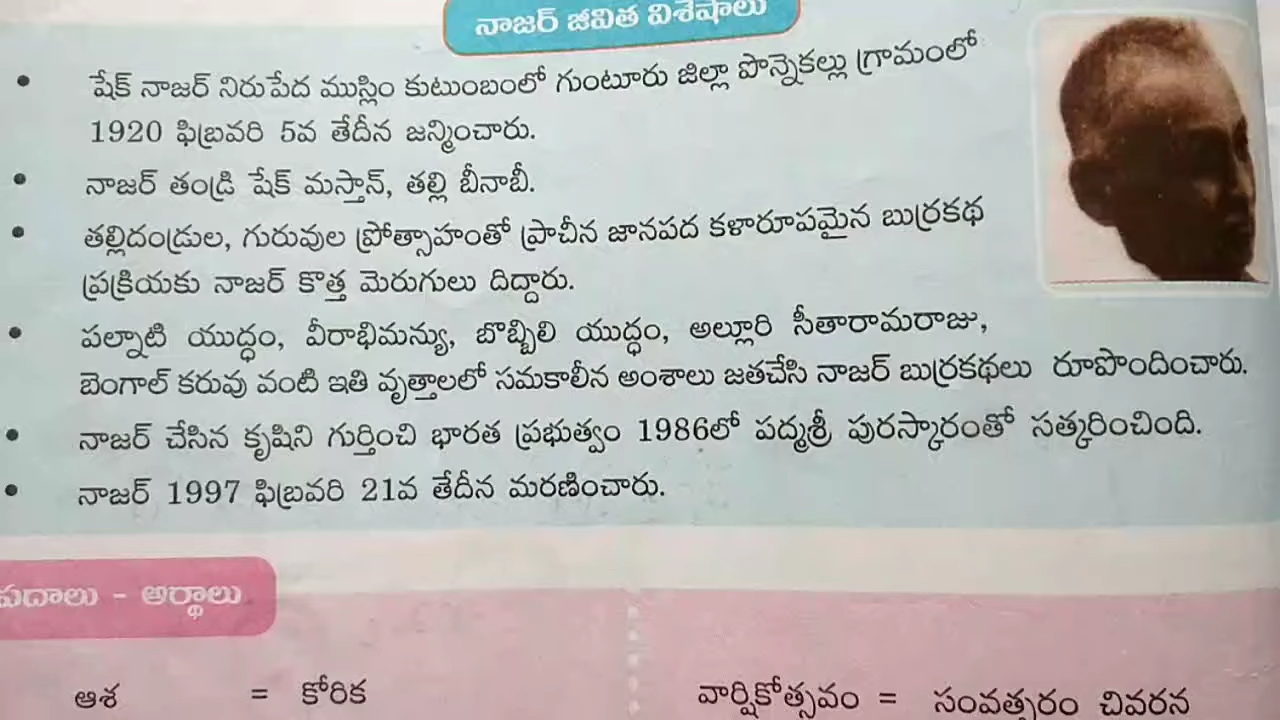 నాజర్ జీవిత విశేషాలు
• షేక్ నాజర్ నిరుపేద ముస్లిం కుటుంబంలో గుంటూరు జిల్లా పొన్నెకల్లు గ్రామంలో
1920 ఫిబ్రవరి 5వ తేదీన జన్మించారు.
• నాజర్ తండ్రి షేక్ మస్తాన్, తల్లి బీనాబీ.
• తల్లిదండ్రుల, గురువుల ప్రోత్సాహంతో ప్రాచీన జానపద కళారూపమైన బుర్రకథ
ప్రక్రియకు నాజర్ కొత్త మెరుగులు దిద్దారు.
• పల్నాటి యుద్ధం, వీరాభిమన్యు, బొబ్బిలి యుద్ధం, అల్లూరి సీతారామరాజు,
బెంగాల్ కరువు వంటి ఇతి వృత్తాలలో సమకాలీన అంశాలు జతచేసి నాజర్ బుర్రకథలు రూపొందించారు.
• నాజర్ చేసిన కృషిని గుర్తించి భారత ప్రభుత్వం 1986లో పద్మశ్రీ పురస్కారంతో సత్కరించింది.
• నాజర్ 1997 ఫిబ్రవరి 21వ తేదీన మరణించారు.
పదాలు - అర్థాలు
ఆశ = కోరిక
వార్షికోత్సవం = సంవత్సరం చివరన